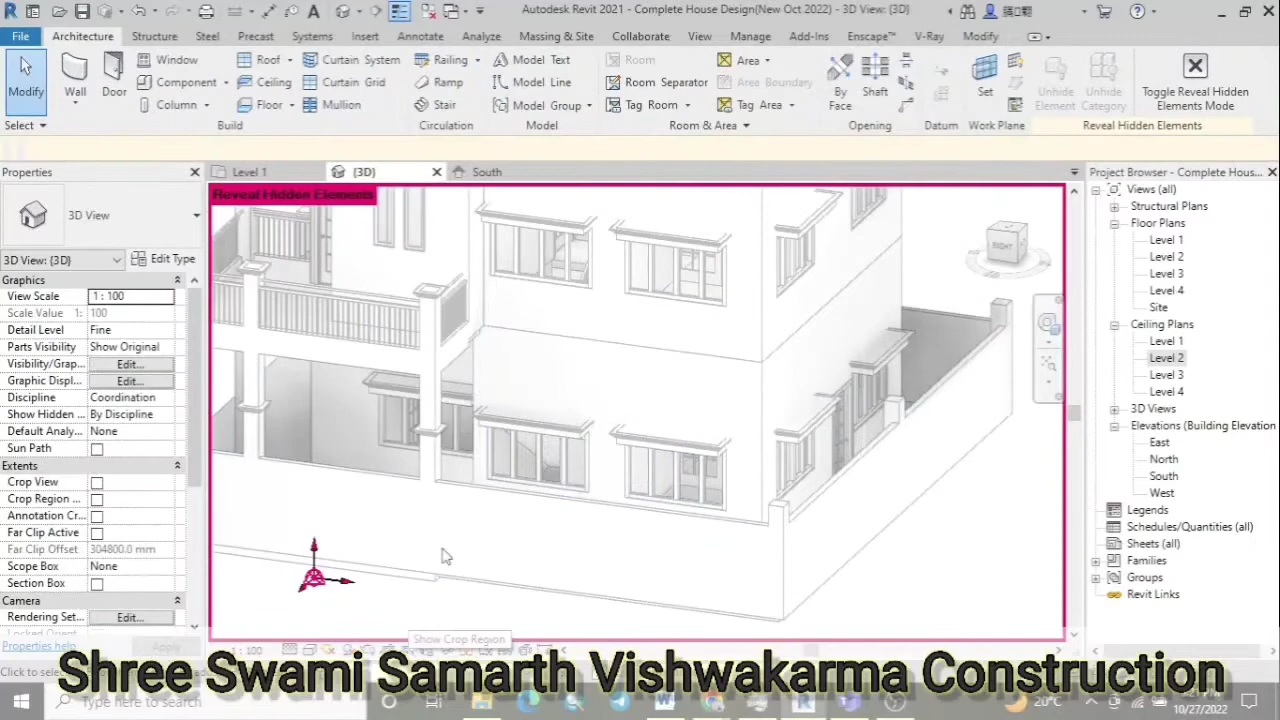 Autodesk Revit 2021 - Complete House Design(New Oct 2022) - 3D View: {3D}
File Architecture Structure Steel Precast Systems Insert Annotate Analyze Massing & Site Collaborate View Manage Add-Ins Enscape™ V-Ray Modify
Window Roof Curtain System Railing Model Text Room Area
Component Ceiling Curtain Grid Ramp Model Line Room Separator Area Boundary
Column Floor Mullion Stair Model Group Tag Room Tag Area
Modify Wall Door By Face Shaft Set Unhide Element Unhide Category Toggle Reveal Hidden Elements Mode
Select Build Circulation Model Room & Area Opening Datum Work Plane Reveal Hidden Elements
Properties
Level 1 {3D} South
Project Browser - Complete Hous...
Reveal Hidden Elements
3D View
3D View: {3D} Edit Type
Graphics
View Scale 1 : 100
Scale Value 1: 100
Detail Level Fine
Parts Visibility Show Original
Visibility/Grap... Edit...
Graphic Displ... Edit...
Discipline Coordination
Show Hidden ... By Discipline
Default Analy... None
Sun Path
Extents
Crop View
Crop Region ...
Annotation Cr...
Far Clip Active
Far Clip Offset 304800.0 mm
Scope Box None
Section Box
Camera
Rendering Set... Edit...
Properties help Apply
RIGHT
Views (all)
Structural Plans
Floor Plans
Level 1
Level 2
Level 3
Level 4
Site
Ceiling Plans
Level 1
Level 2
Level 3
Level 4
3D Views
Elevations (Building Elevation
East
North
South
West
Legends
Schedules/Quantities (all)
Sheets (all)
Families
Groups
Revit Links
Show Crop Region
1 : 100
Shree Swami Samarth Vishwakarma Construction
Type here to search
20°C
10/27/2022